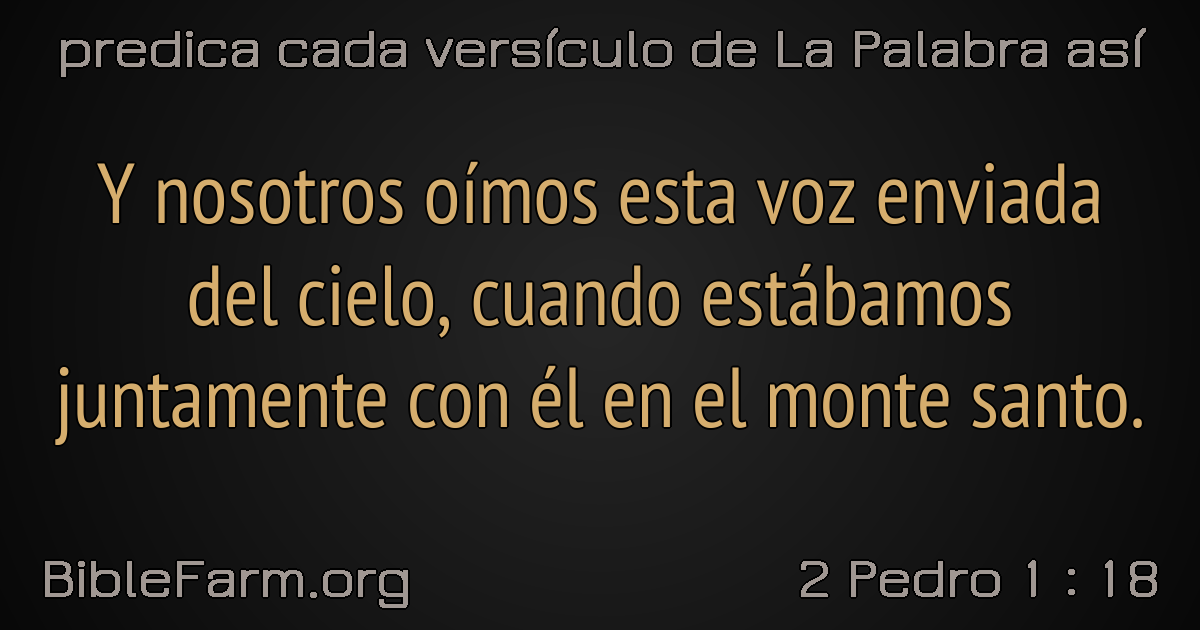 predica cada versículo de La Palabra así
Y nosotros oímos esta voz enviada
del cielo, cuando estábamos
juntamente con él en el monte santo.
BibleFarm.org
2 Pedro 1 : 18